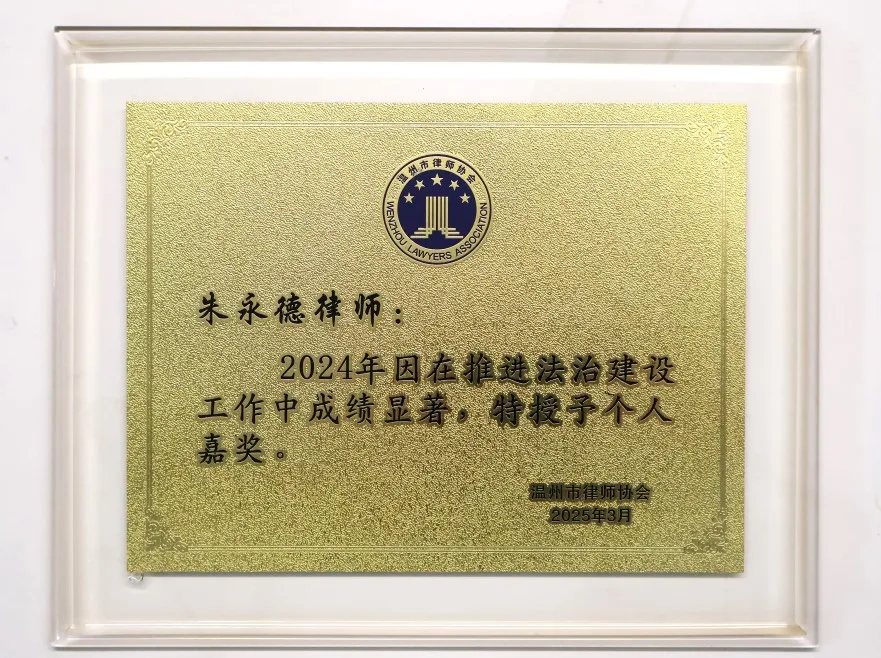 温州市律师协会
WENZHOU LAWYERS ASSOCIATION
朱永德律师：
2024年因在推进法治建设
工作中成绩显著，特授予个人
嘉奖。
温州市律师协会
2025年3月